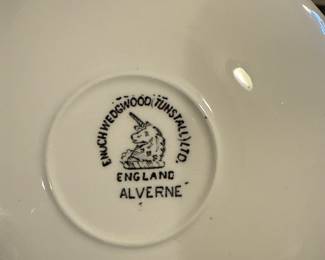 ENOCH WEDGWOOD (TUNSTALL) LTD.
ENGLAND
ALVERNE